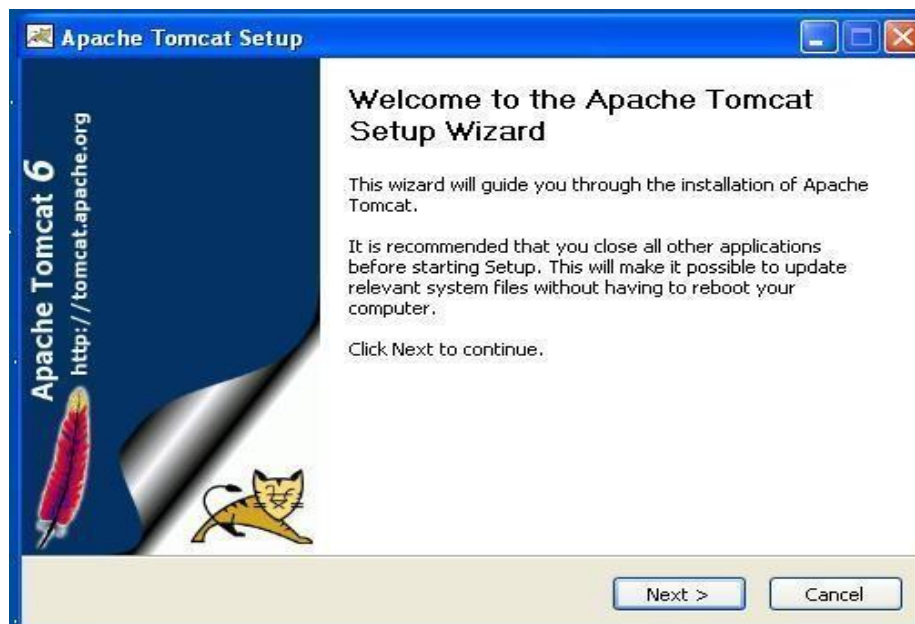 Apache Tomcat Setup
Apache Tomcat 6
http://tomcat.apache.org
Welcome to the Apache Tomcat
Setup Wizard
This wizard will guide you through the installation of Apache
Tomcat.
It is recommended that you close all other applications
before starting Setup. This will make it possible to update
relevant system files without having to reboot your
computer.
Click Next to continue.
Next >
Cancel